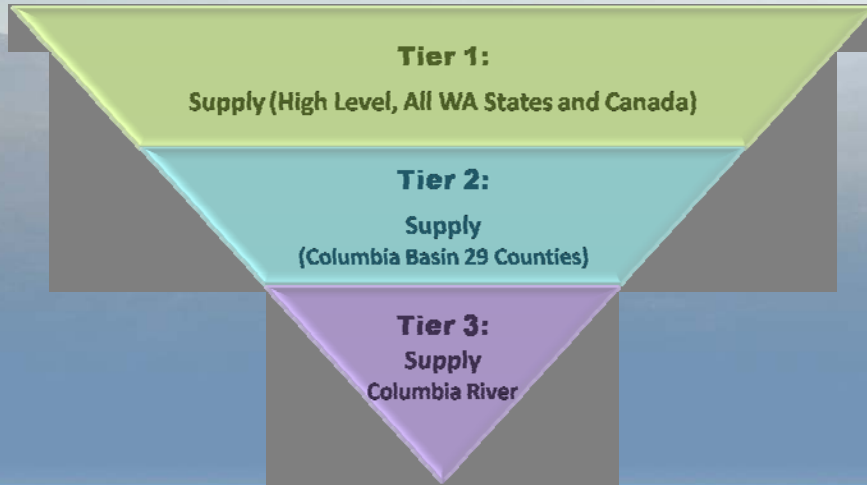 Tier 1:
Supply (High Level, All WA States and Canada)
Tier 2:
Supply
(Columbia Basin 29 Counties)
Tier 3:
Supply
Columbia River